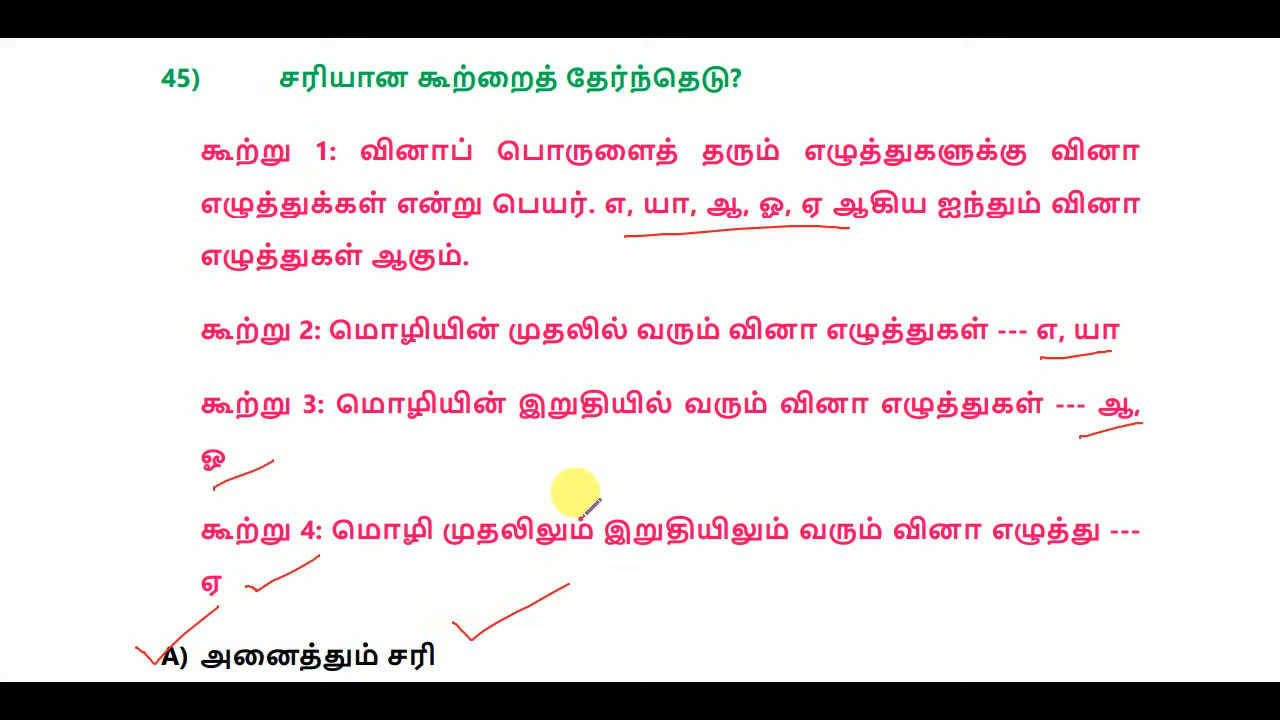 45) சரியான கூற்றைத் தேர்ந்தெடு?
கூற்று 1: வினாப் பொருளைத் தரும் எழுத்துகளுக்கு வினா
எழுத்துக்கள் என்று பெயர். எ, யா, ஆ, ஓ, ஏ ஆகிய ஐந்தும் வினா
எழுத்துகள் ஆகும்.
கூற்று 2: மொழியின் முதலில் வரும் வினா எழுத்துகள் --- எ, யா
கூற்று 3: மொழியின் இறுதியில் வரும் வினா எழுத்துகள் --- ஆ,
ஓ
கூற்று 4: மொழி முதலிலும் இறுதியிலும் வரும் வினா எழுத்து ---
ஏ
A) அனைத்தும் சரி